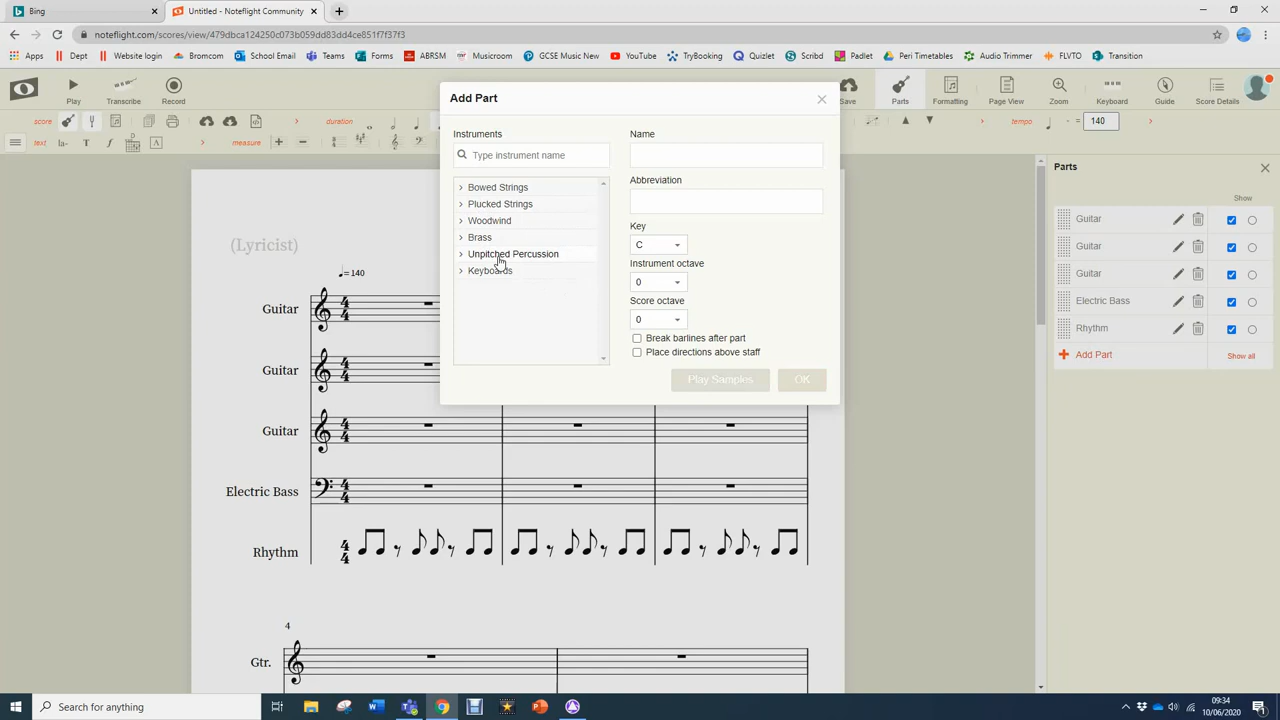 Bing
Untitled - Noteflight Community
noteflight.com/scores/view/479dbca124250c073b059dd83dd4ce851f7f37f3
Apps Dept Website login Bromcom School Email Teams Forms ABRSM Musicroom GCSE Music New YouTube TryBooking Quizlet Scribd Padlet Peri Timetables Audio Trimmer FLVTO Transition
Play Transcribe Record Save Parts Formatting Page View Zoom Keyboard Guide Score Details
score duration tempo = 140
text la- measure
Add Part
Instruments
Type instrument name
Bowed Strings
Plucked Strings
Woodwind
Brass
Unpitched Percussion
Keyboards
Name
Abbreviation
Key
C
Instrument octave
0
Score octave
0
Break barlines after part
Place directions above staff
Play Samples OK
Parts
Show
Guitar
Guitar
Guitar
Electric Bass
Rhythm
Add Part Show all
(Lyricist)
=140
Guitar
Guitar
Guitar
Electric Bass
Rhythm
4
Gtr.
Search for anything
09:34
10/06/2020